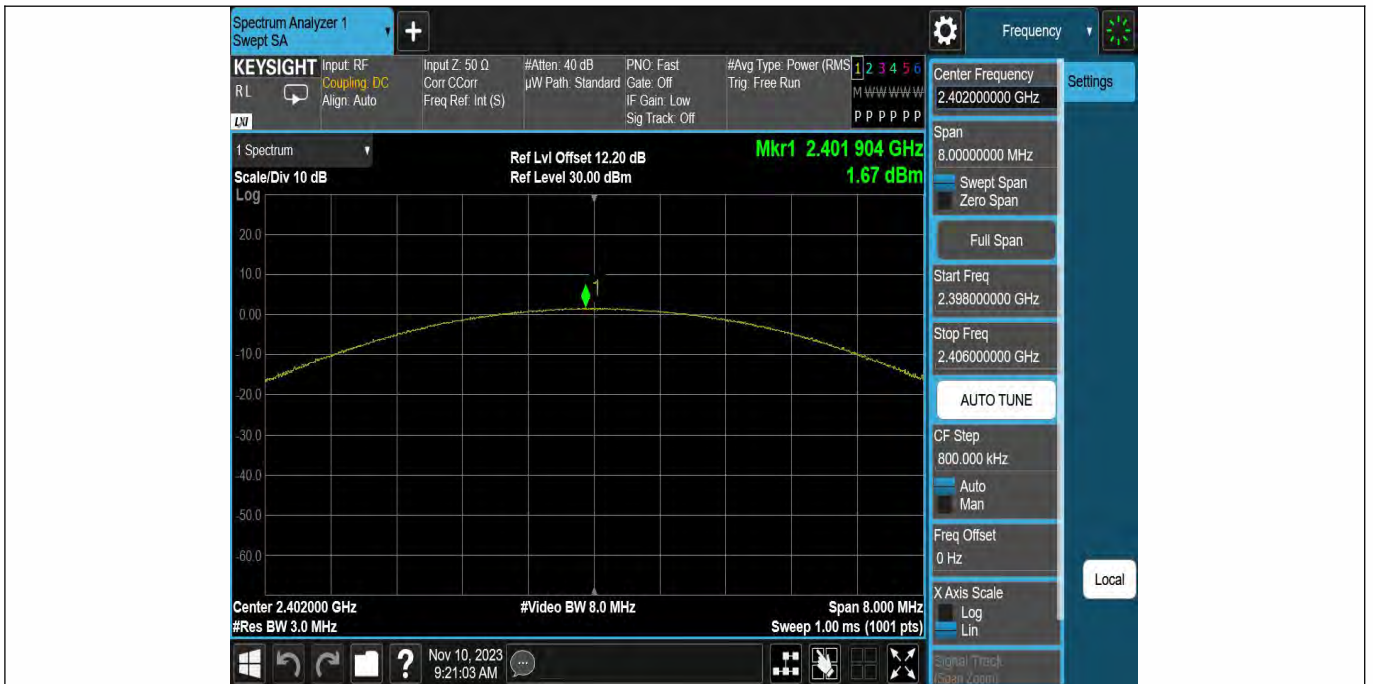 Spectrum Analyzer 1
Swept SA
Frequency
KEYSIGHT
RL
LXI
Input: RF
Coupling: DC
Align: Auto
Input Z: 50 Ω
Corr CCorr
Freq Ref: Int (S)
#Atten: 40 dB
µW Path: Standard
PNO: Fast
Gate: Off
IF Gain: Low
Sig Track: Off
#Avg Type: Power (RMS
Trig: Free Run
1 2 3 4 5 6
M W W W W W
P P P P P P
1 Spectrum
Scale/Div 10 dB
Ref Lvl Offset 12.20 dB
Ref Level 30.00 dBm
Mkr1 2.401 904 GHz
1.67 dBm
Log
20.0
10.0
0.00
-10.0
-20.0
-30.0
-40.0
-50.0
-60.0
1
Center 2.402000 GHz
#Res BW 3.0 MHz
#Video BW 8.0 MHz
Span 8.000 MHz
Sweep 1.00 ms (1001 pts)
Center Frequency
2.402000000 GHz
Settings
Span
8.00000000 MHz
Swept Span
Zero Span
Full Span
Start Freq
2.398000000 GHz
Stop Freq
2.406000000 GHz
AUTO TUNE
CF Step
800.000 kHz
Auto
Man
Freq Offset
0 Hz
X Axis Scale
Log
Lin
Signal Track
(Span Zoom)
Local
?
Nov 10, 2023
9:21:03 AM